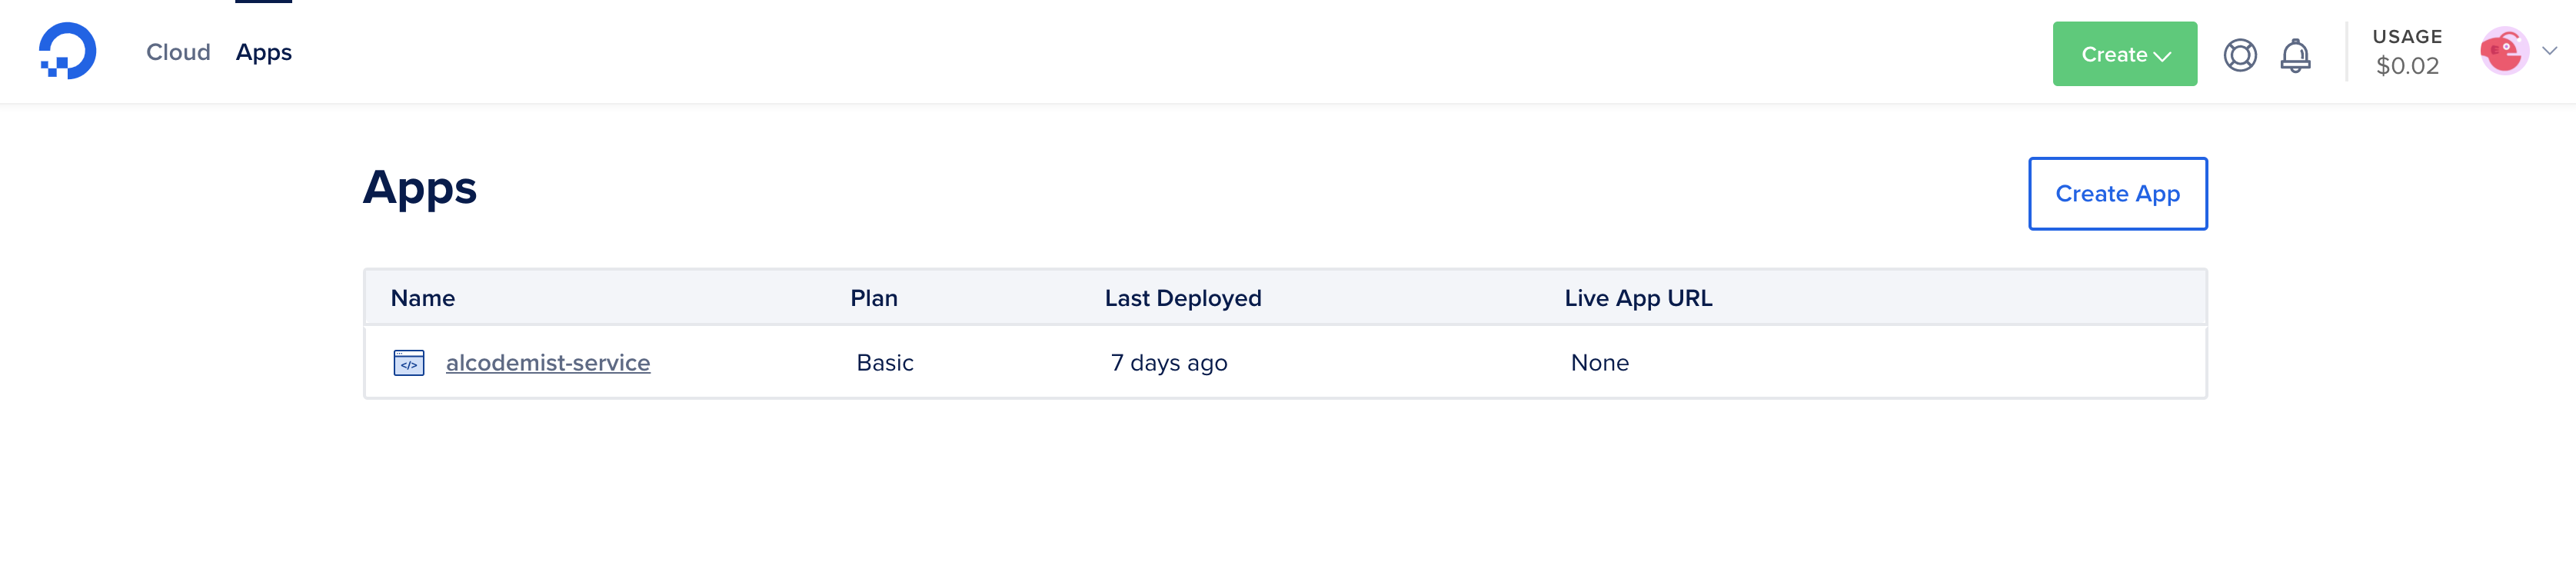 Cloud Apps
Create
USAGE
$0.02
Apps
Create App
Name Plan Last Deployed Live App URL
</> alcodemist-service Basic 7 days ago None